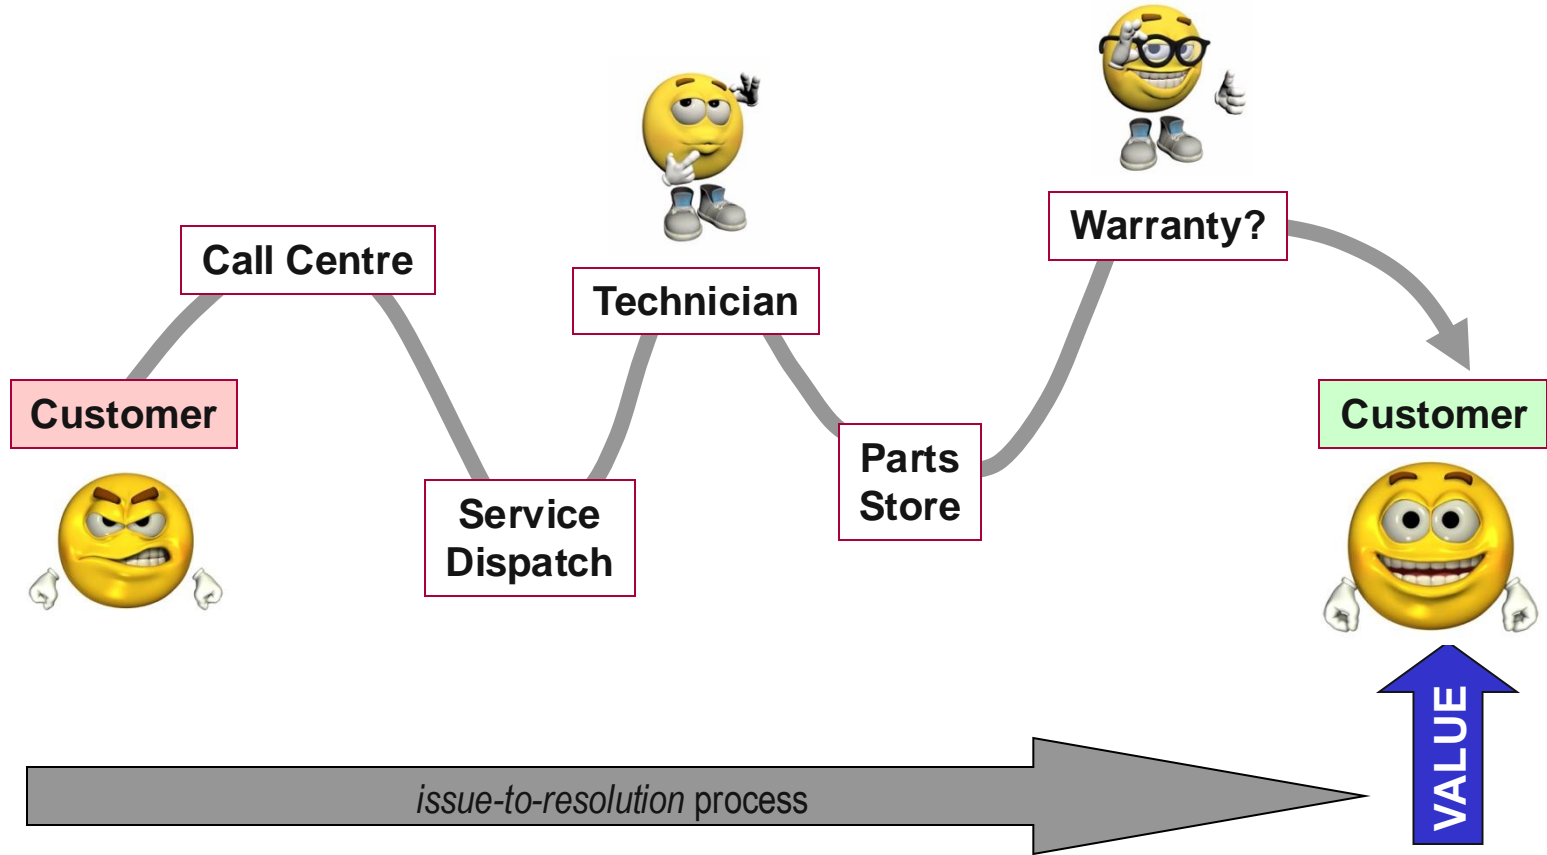 Customer
Call Centre
Service
Dispatch
Technician
Parts
Store
Warranty?
Customer
VALUE
issue-to-resolution process